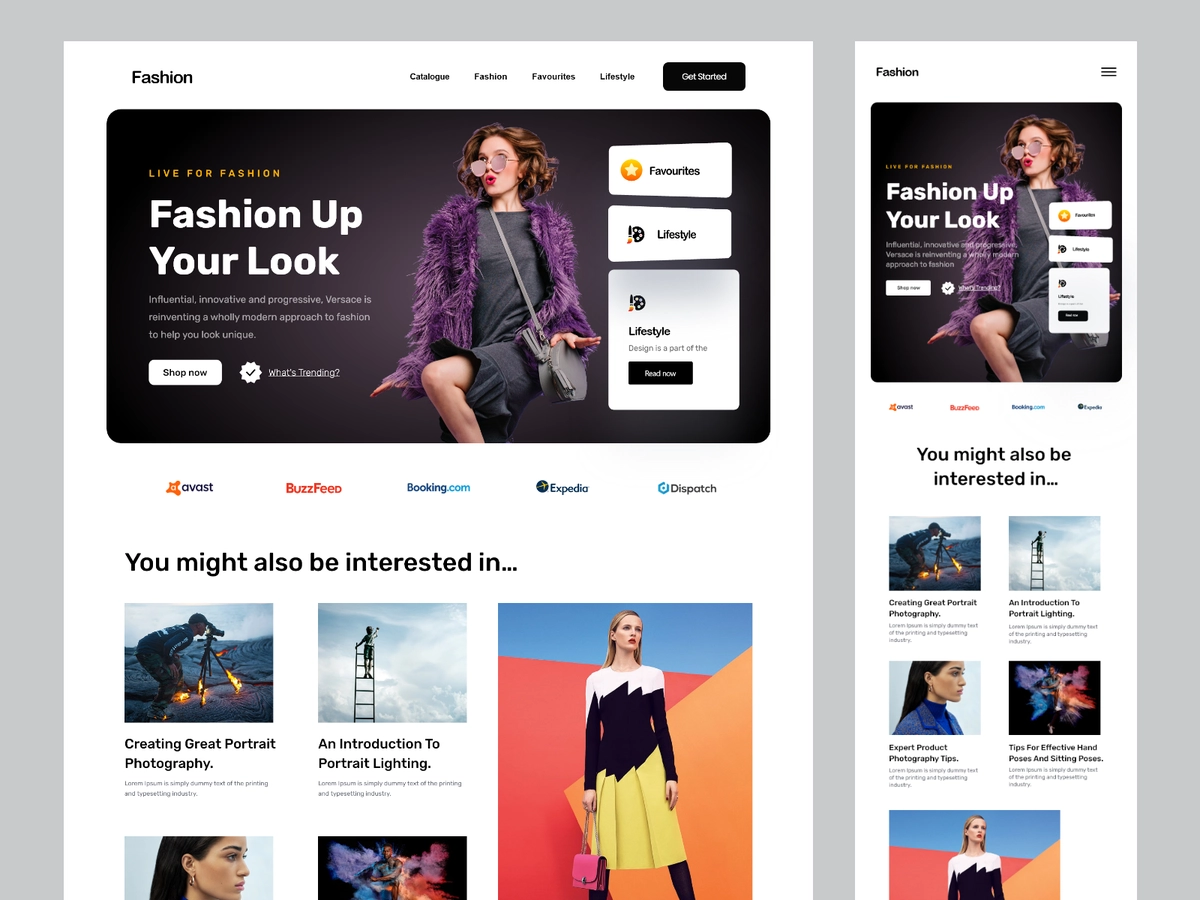 Fashion
Catalogue
Fashion
Favourites
Lifestyle
Get Started
LIVE FOR FASHION
Fashion Up
Your Look
Influential, innovative and progressive, Versace is
reinventing a wholly modern approach to fashion
to help you look unique.
Shop now
What's Trending?
Favourites
Lifestyle
Lifestyle
Design is a part of the
Read now
avast
BuzzFeed
Booking.com
Expedia
Dispatch
You might also be interested in...
Creating Great Portrait
Photography.
Lorem Ipsum is simply dummy text of the printing
and typesetting industry.
An Introduction To
Portrait Lighting.
Lorem Ipsum is simply dummy text of the printing
and typesetting industry.
Fashion
LIVE FOR FASHION
Fashion Up
Your Look
Influential, innovative and progressive,
Versace is reinventing a wholly modern
approach to fashion
Shop now
What's Trending?
Favourites
Lifestyle
Lifestyle
Read now
avast
BuzzFeed
Booking.com
Expedia
You might also be
interested in...
Creating Great Portrait
Photography.
Lorem Ipsum is simply dummy text
of the printing and typesetting
industry.
An Introduction To
Portrait Lighting.
Lorem Ipsum is simply dummy text
of the printing and typesetting
industry.
Expert Product
Photography Tips.
Lorem Ipsum is simply dummy text
of the printing and typesetting
industry.
Tips For Effective Hand
Poses And Sitting Poses.
Lorem Ipsum is simply dummy text
of the printing and typesetting
industry.